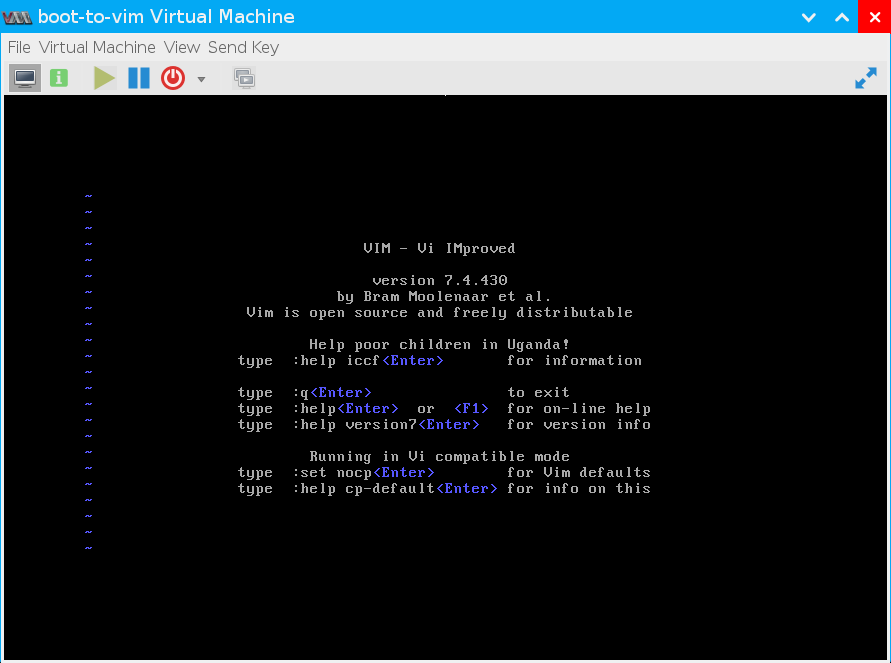 boot-to-vim Virtual Machine
File Virtual Machine View Send Key
~
~
~
~
VIM - Vi IMproved
~
~
version 7.4.430
~
by Bram Moolenaar et al.
~
Vim is open source and freely distributable
~
~
Help poor children in Uganda!
~
type :help iccf<Enter> for information
~
~
type :q<Enter> to exit
~
type :help<Enter> or <F1> for on-line help
~
type :help version7<Enter> for version info
~
~
Running in Vi compatible mode
~
type :set nocp<Enter> for Vim defaults
~
type :help cp-default<Enter> for info on this
~
~
~
~